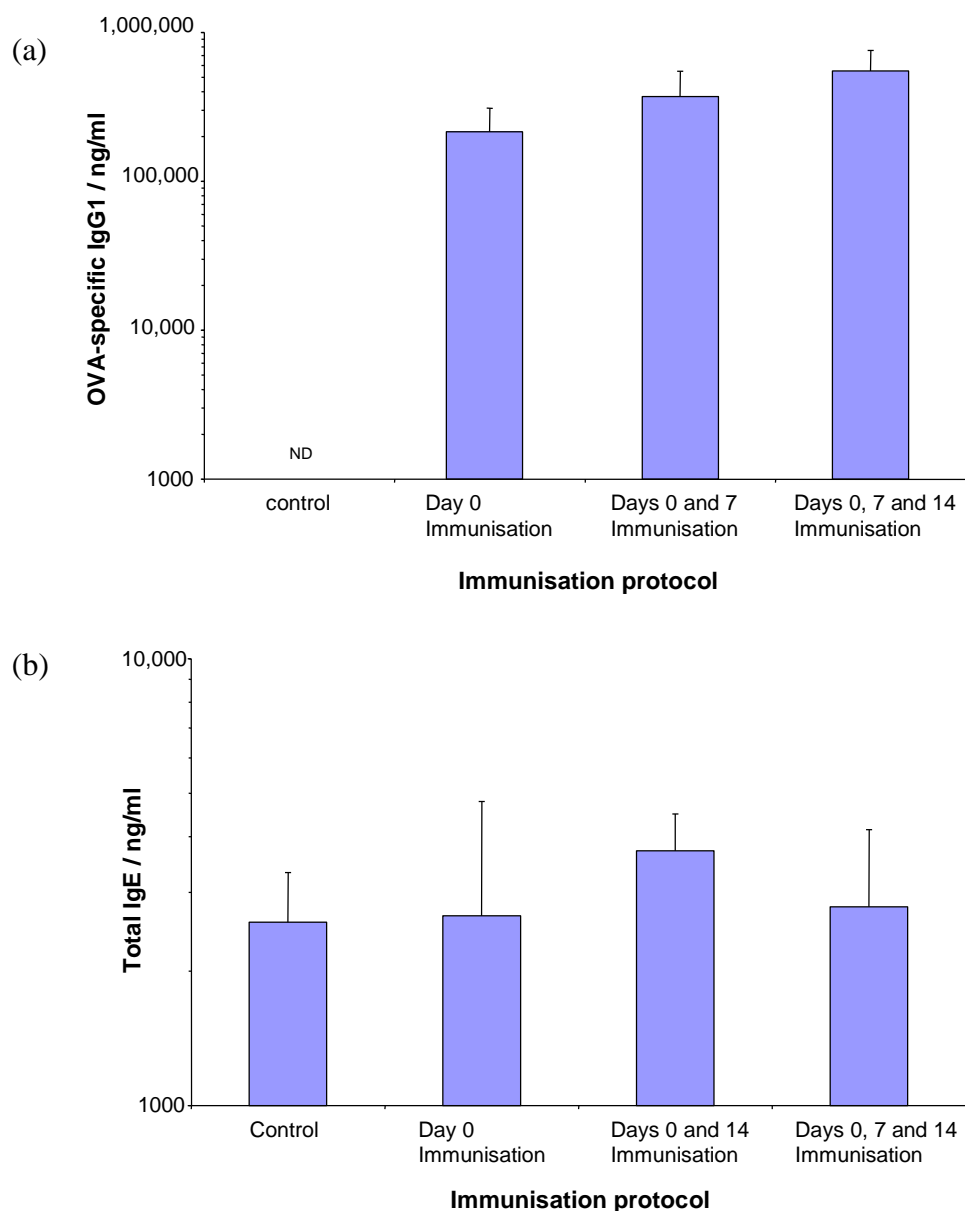 (a)
1,000,000
100,000
10,000
1000
OVA-specific IgG1 / ng/ml
ND
control
Day 0
Immunisation
Days 0 and 7
Immunisation
Days 0, 7 and 14
Immunisation
Immunisation protocol
(b)
10,000
1000
Total IgE / ng/ml
Control
Day 0
Immunisation
Days 0 and 14
Immunisation
Days 0, 7 and 14
Immunisation
Immunisation protocol